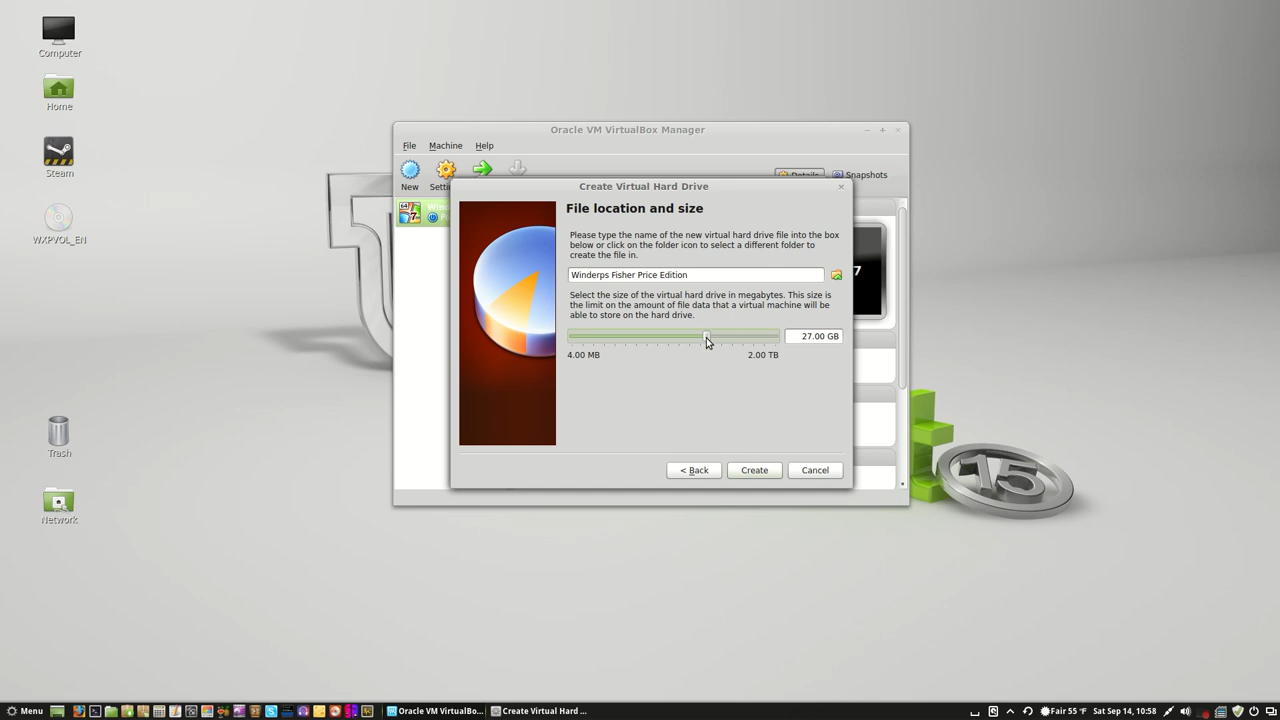 Computer
Home
Steam
WXPVOL_EN
Trash
Network
Oracle VM VirtualBox Manager
File Machine Help
New
Details
Snapshots
64
7
7
Create Virtual Hard Drive
File location and size
Please type the name of the new virtual hard drive file into the box
below or click on the folder icon to select a different folder to
create the file in.
Winderps Fisher Price Edition
Select the size of the virtual hard drive in megabytes. This size is
the limit on the amount of file data that a virtual machine will be
able to store on the hard drive.
27.00 GB
4.00 MB 2.00 TB
< Back Create Cancel
15
Menu
Oracle VM VirtualBo...
Create Virtual Hard ...
Fair 55 °F Sat Sep 14, 10:58